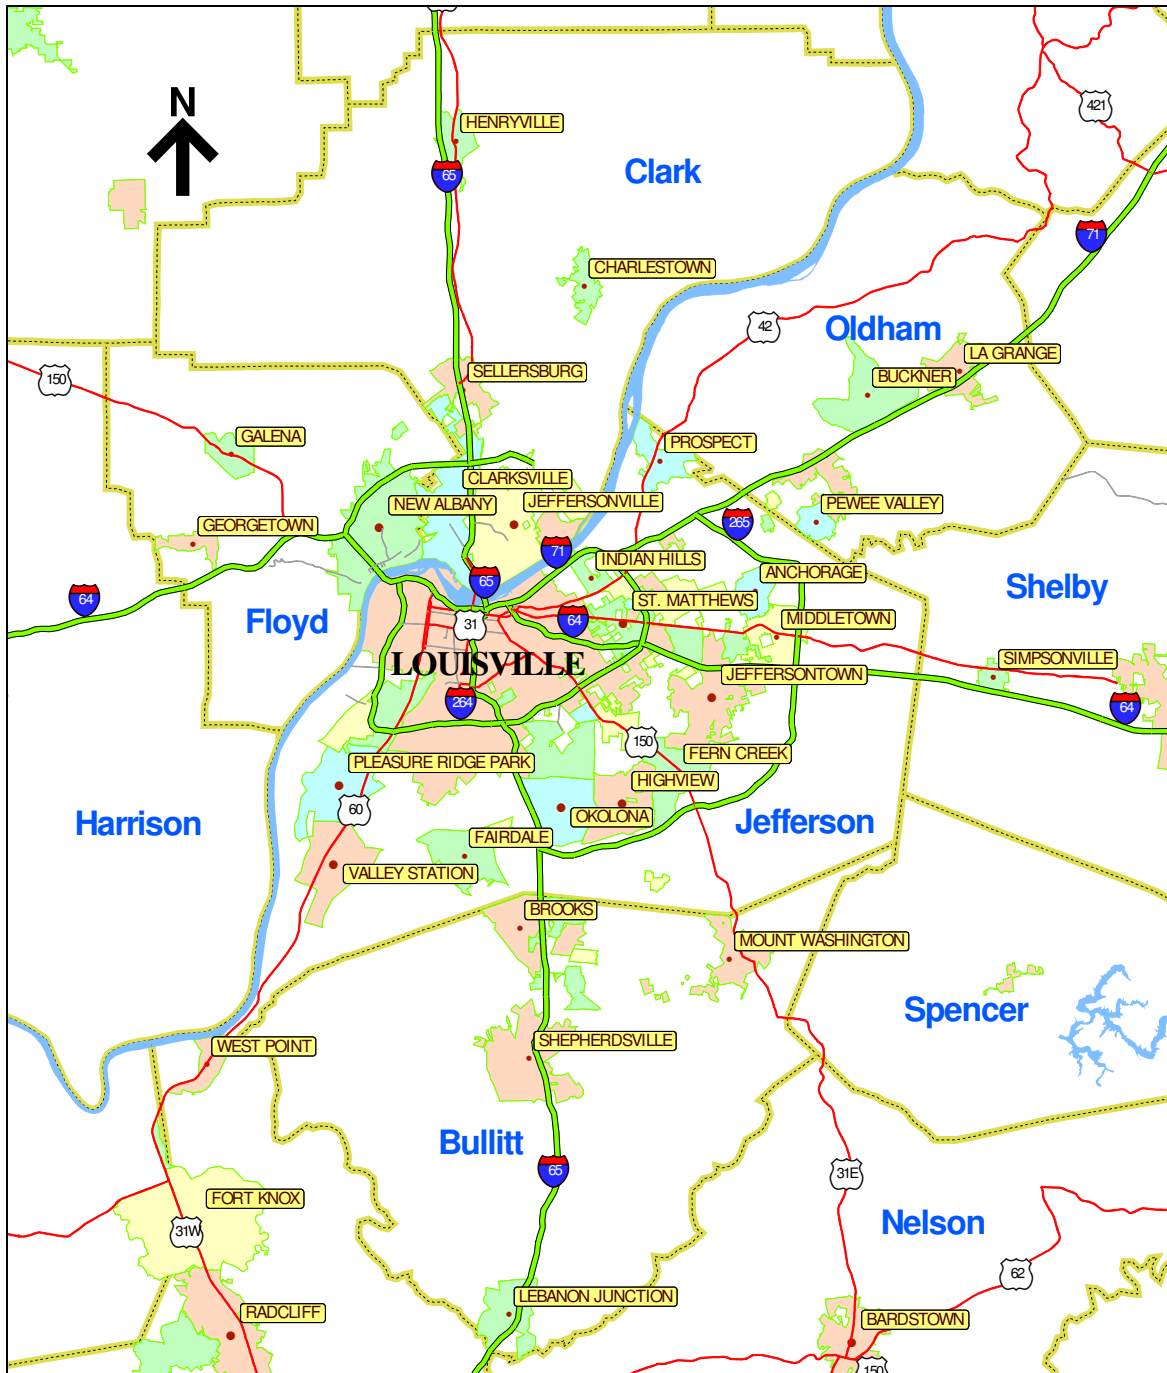 N
421
HENRYVILLE
65
Clark
71
CHARLESTOWN
42
Oldham
LA GRANGE
150
SELLERSBURG
BUCKNER
GALENA
PROSPECT
CLARKSVILLE
NEW ALBANY
JEFFERSONVILLE
PEWEE VALLEY
GEORGETOWN
265
71
INDIAN HILLS
ANCHORAGE
65
64
Shelby
ST. MATTHEWS
Floyd
31
64
MIDDLETOWN
LOUISVILLE
SIMPSONVILLE
JEFFERSONTOWN
264
64
150
PLEASURE RIDGE PARK
FERN CREEK
HIGHVIEW
60
OKOLONA
Harrison
Jefferson
FAIRDALE
VALLEY STATION
BROOKS
MOUNT WASHINGTON
Spencer
WEST POINT
SHEPHERDSVILLE
Bullitt
65
31E
FORT KNOX
31W
Nelson
62
LEBANON JUNCTION
RADCLIFF
BARDSTOWN
150